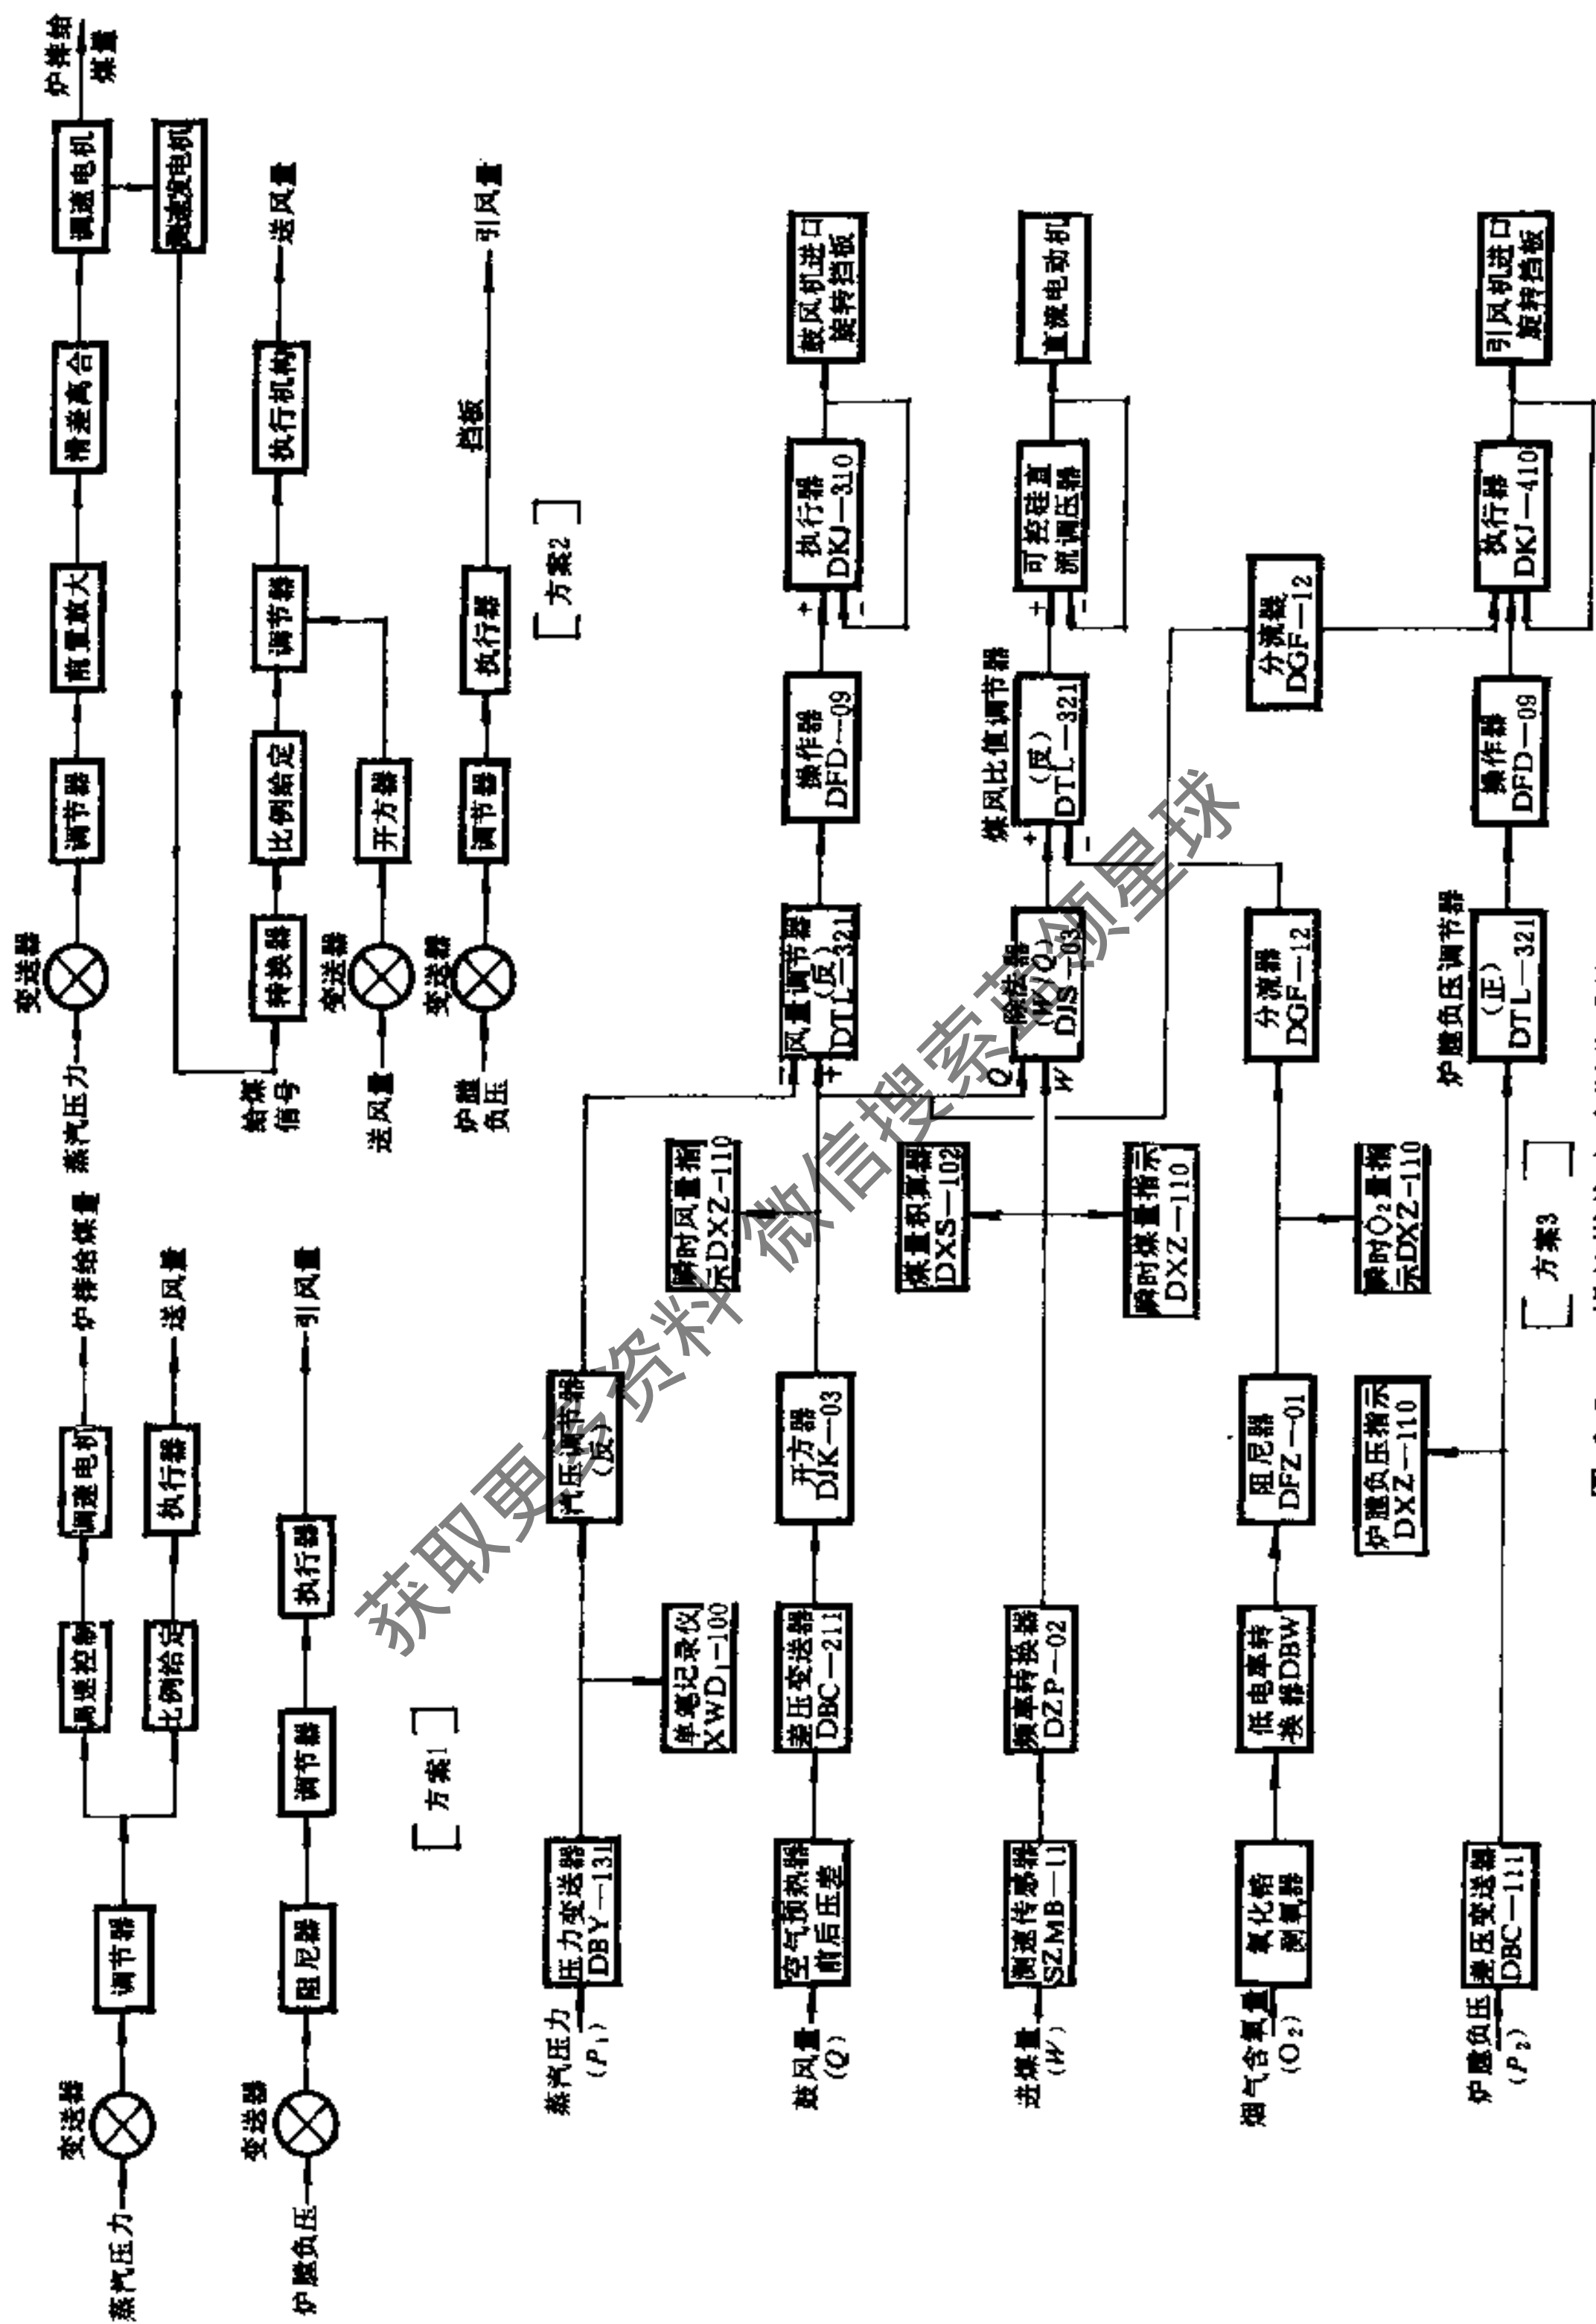 蒸汽压力
变送器
调节器
调速控制
调速电机
炉排给煤量
比例给定
执行器
送风量
炉膛负压
变送器
阻尼器
调节器
执行器
引风量
方案1
蒸汽压力
变送器
调节器
前置放大
滑差离合
调速电机
炉排给
煤量
测速发电机
给煤
信号
转换器
比例给定
调节器
执行机构
送风量
送风量
变送器
开方器
炉膛
负压
变送器
调节器
执行器
挡板
引风量
方案2
蒸汽压力
(P₁)
压力变送器
DBY—131
单笔记录仪
XWD₁—100
汽压调节器
(反)
风量调节器
(反)
DTL—321
操作器
DFD—09
执行器
DKJ—310
鼓风机进口
旋转挡板
鼓风量
(Q)
空气预热器
前后压差
差压变送器
DBC—211
开方器
DJK—03
瞬时风量指
示DXZ—110
进煤量
(W)
测速传感器
SZMB—11
频率转换器
DZP—02
煤量积算器
DXS—102
瞬时煤量指示
DXZ—110
Q
W
除法器
(W/Q)
DJS—03
煤风比值调节器
(反)
DTL—321
可控硅直
流调压器
直流电动机
烟气含氧量
(O₂)
氧化锆
测氧器
低电率转
换器DBW
阻尼器
DFZ—01
瞬时O₂量指
示DXZ—110
分流器
DGF—12
分流器
DGF—12
炉膛负压
(P₂)
差压变送器
DBC—111
炉膛负压指示
DXZ—110
炉膛负压调节器
(正)
DTL—321
操作器
DFD—09
执行器
DKJ—410
引风机进口
旋转挡板
方案3
获取更多资料 微信搜索蓝领星球